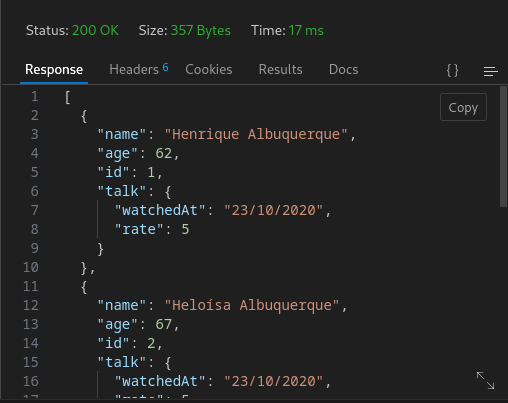 Status: 200 OK Size: 357 Bytes Time: 17 ms
Response Headers 6 Cookies Results Docs {}
Copy
1 [
2 {
3 "name": "Henrique Albuquerque",
4 "age": 62,
5 "id": 1,
6 "talk": {
7 "watchedAt": "23/10/2020",
8 "rate": 5
9 }
10 },
11 {
12 "name": "Heloísa Albuquerque",
13 "age": 67,
14 "id": 2,
15 "talk": {
16 "watchedAt": "23/10/2020",
17 "rate": 5